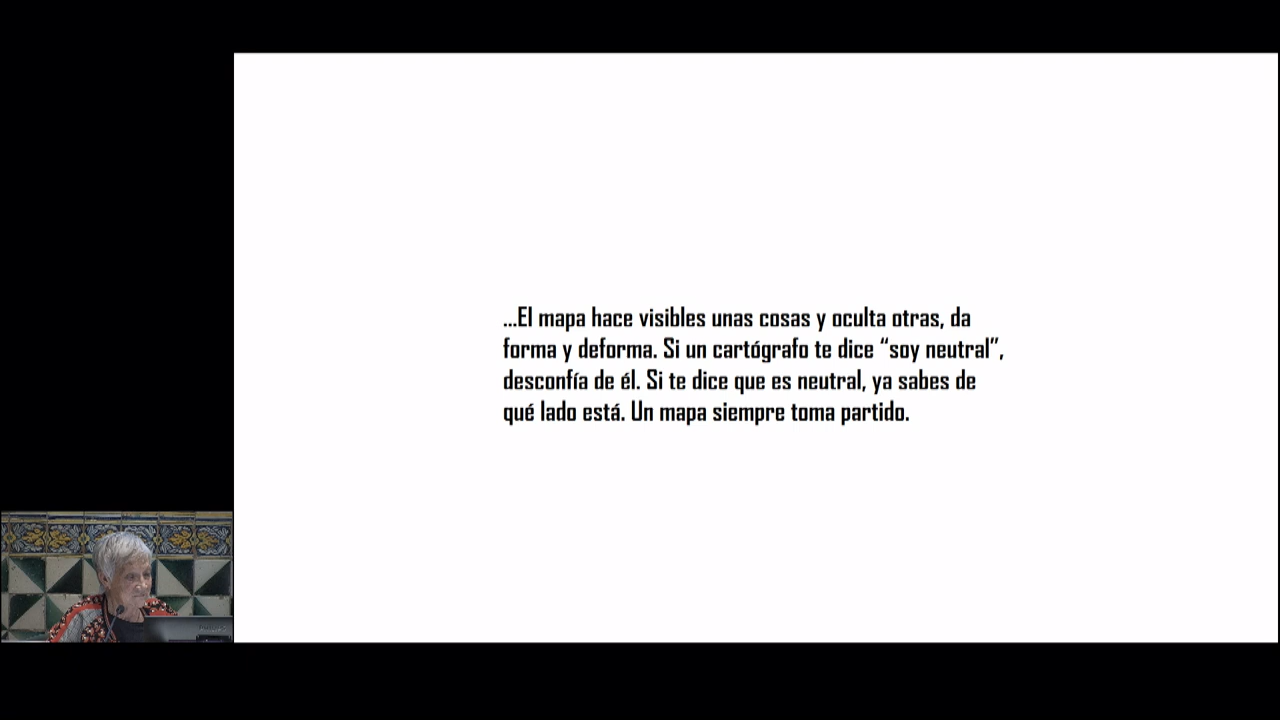 ...El mapa hace visibles unas cosas y oculta otras, da
forma y deforma. Si un cartógrafo te dice “soy neutral”,
desconfía de él. Si te dice que es neutral, ya sabes de
qué lado está. Un mapa siempre toma partido.